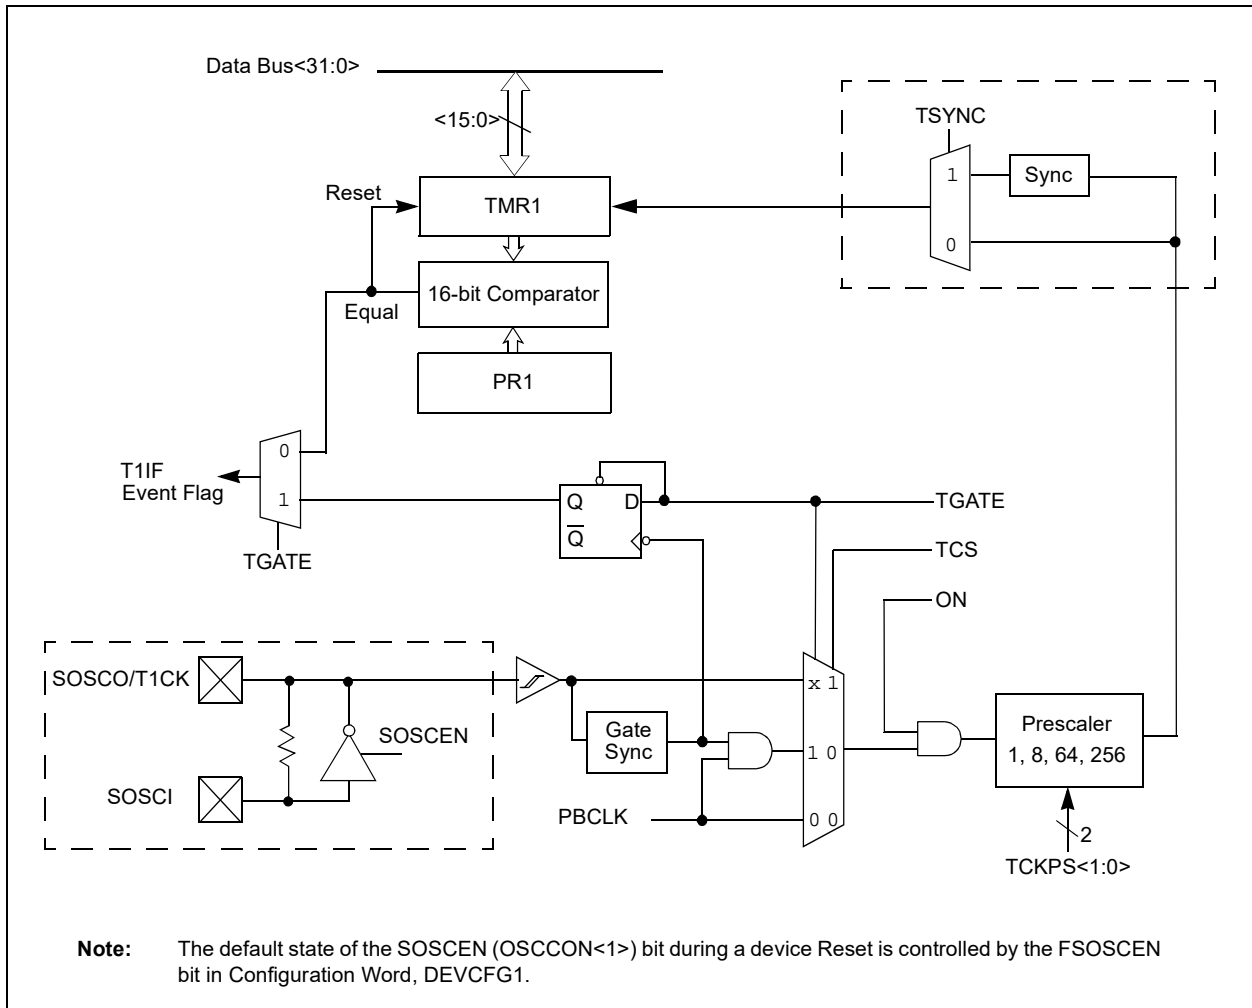 Data Bus<31:0>
<15:0>
TSYNC
Reset
TMR1
1
Sync
0
16-bit Comparator
Equal
PR1
T1IF
Event Flag
0
1
TGATE
Q
D
Q̅
TGATE
TCS
ON
SOSCO/T1CK
SOSCEN
SOSCI
Gate
Sync
PBCLK
x 1
1 0
0 0
Prescaler
1, 8, 64, 256
2
TCKPS<1:0>
Note: The default state of the SOSCEN (OSCCON<1>) bit during a device Reset is controlled by the FSOSCEN
bit in Configuration Word, DEVCFG1.